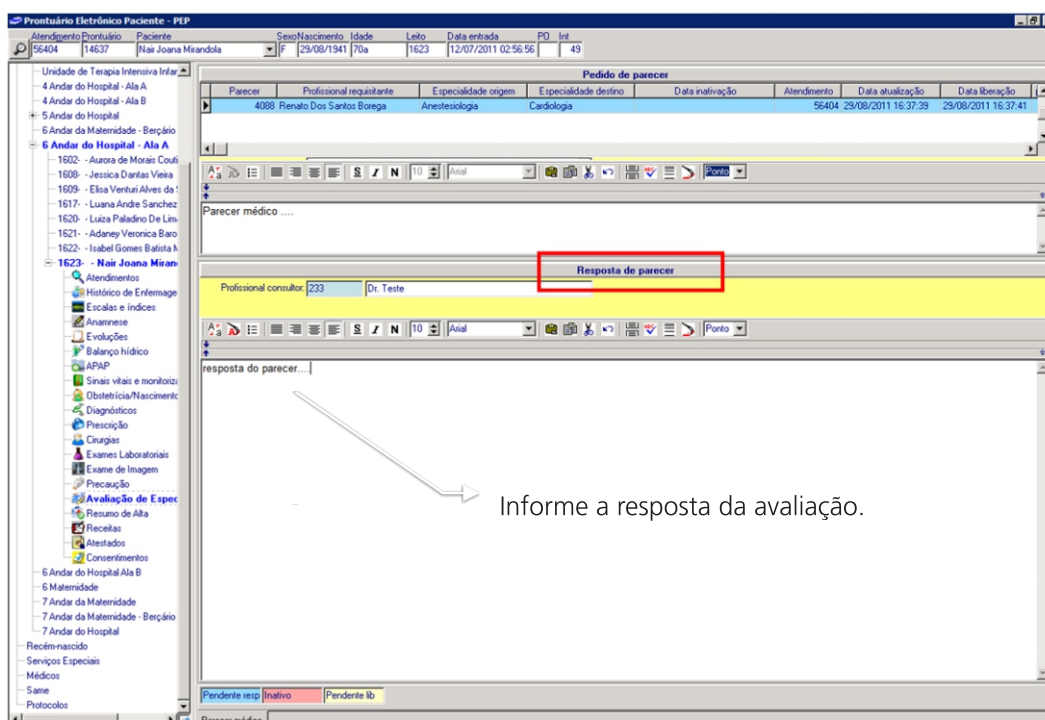 Prontuário Eletrônico Paciente - PEP
Atendimento Prontuário Paciente Sexo Nascimento Idade Leito Data entrada PO Int
56404 14637 Nair Joana Mirandola F 29/08/1941 70a 1623 12/07/2011 02:56:56 49
Unidade de Terapia Intensiva Infar
4 Andar do Hospital - Ala A
4 Andar do Hospital - Ala B
5 Andar do Hospital
6 Andar da Maternidade - Berçário
6 Andar do Hospital - Ala A
1602- - Aurora de Morais Couti
1608- - Jessica Dantas Vieira
1609- - Elisa Venturi Alves da
1617- - Luana Andre Sanchez
1620- - Luiza Paladino De Lim
1621- - Adaney Veronica Baro
1622- - Isabel Gomes Batista M
1623- - Nair Joana Miran
Atendimentos
Histórico de Enfermage
Escalas e índices
Anamnese
Evoluções
Balanço hídrico
APAP
Sinais vitais e monitoriza
Obstetrícia/Nascimento
Diagnósticos
Prescrição
Cirurgias
Exames Laboratoriais
Exame de Imagem
Precaução
Avaliação de Espec
Resumo de Alta
Receitas
Atestados
Consentimentos
6 Andar do Hospital Ala B
6 Maternidade
7 Andar da Maternidade
7 Andar da Maternidade - Berçário
7 Andar do Hospital
Recém-nascido
Serviços Especiais
Médicos
Same
Protocolos
Pedido de parecer
Parecer Profissional requisitante Especialidade origem Especialidade destino Data inativação Atendimento Data atualização Data liberação
4088 Renato Dos Santos Borega Anestesiologia Cardiologia 56404 29/08/2011 16:37:39 29/08/2011 16:37:41
S I N 10 Arial Ponto
Parecer médico ....
Resposta de parecer
Profissional consultor: 233 Dr. Teste
S I N 10 Arial Ponto
resposta do parecer....
Informe a resposta da avaliação.
Pendente resp Inativo Pendente lib
Parecer médico